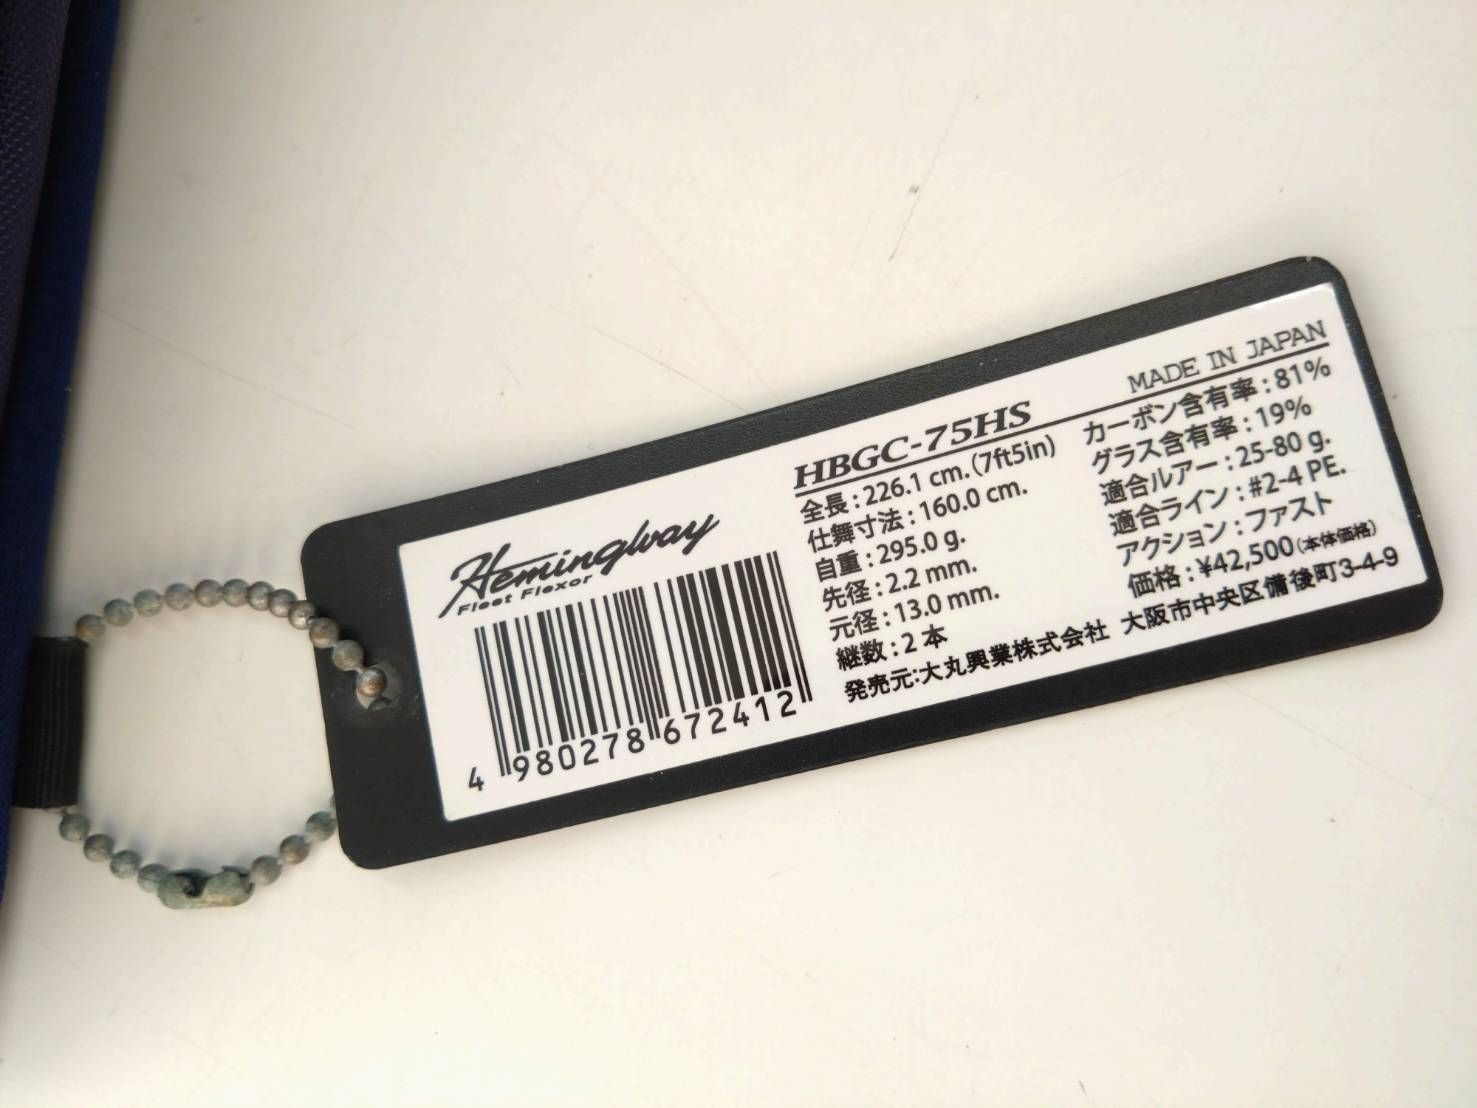 Hemingway
Fleet Flexor
4 980278 672412
HBGC-75HS
MADE IN JAPAN
全長：226.1 cm.(7ft5in)
仕舞寸法：160.0 cm.
自重：295.0 g.
先径：2.2 mm.
元径：13.0 mm.
継数：2 本
カーボン含有率：81%
グラス含有率：19%
適合ルアー：25-80 g.
適合ライン：#2-4 PE.
アクション：ファスト
価格：¥42,500(本体価格)
発売元:大丸興業株式会社 大阪市中央区備後町3-4-9